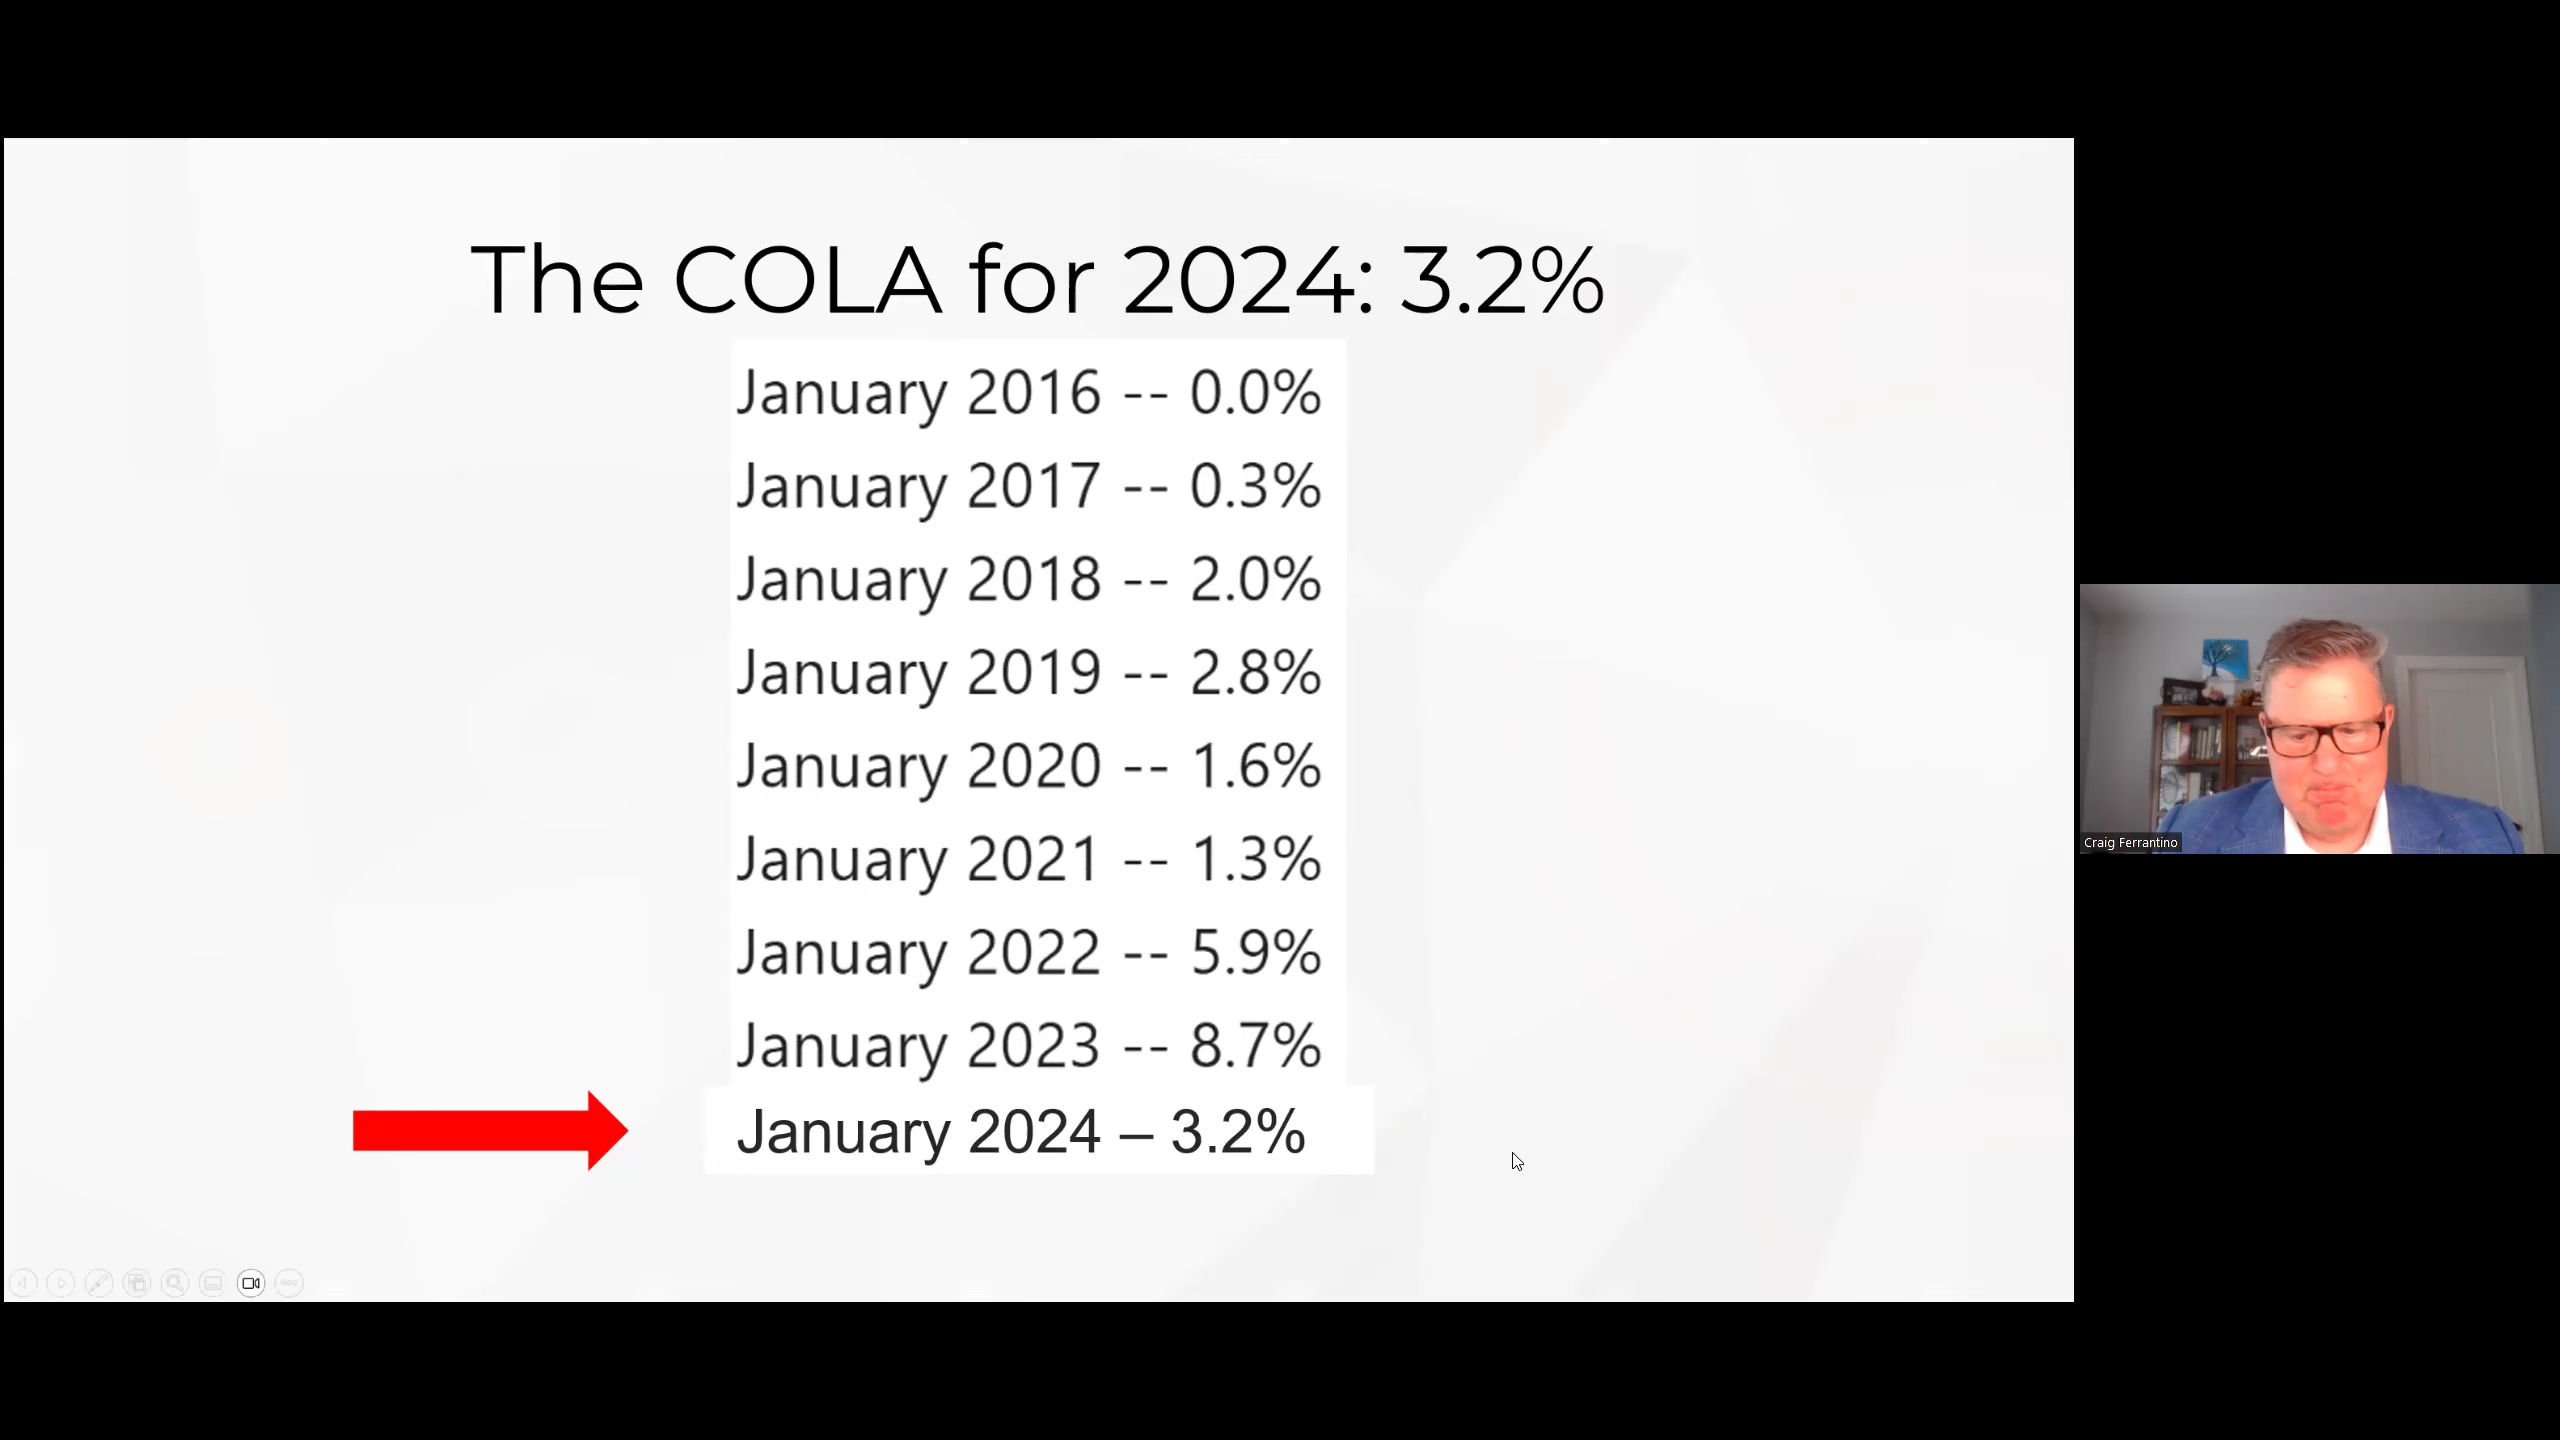 The COLA for 2024: 3.2%
January 2016 -- 0.0%
January 2017 -- 0.3%
January 2018 -- 2.0%
January 2019 -- 2.8%
January 2020 -- 1.6%
January 2021 -- 1.3%
January 2022 -- 5.9%
January 2023 -- 8.7%
January 2024 – 3.2%
Craig Ferrantino